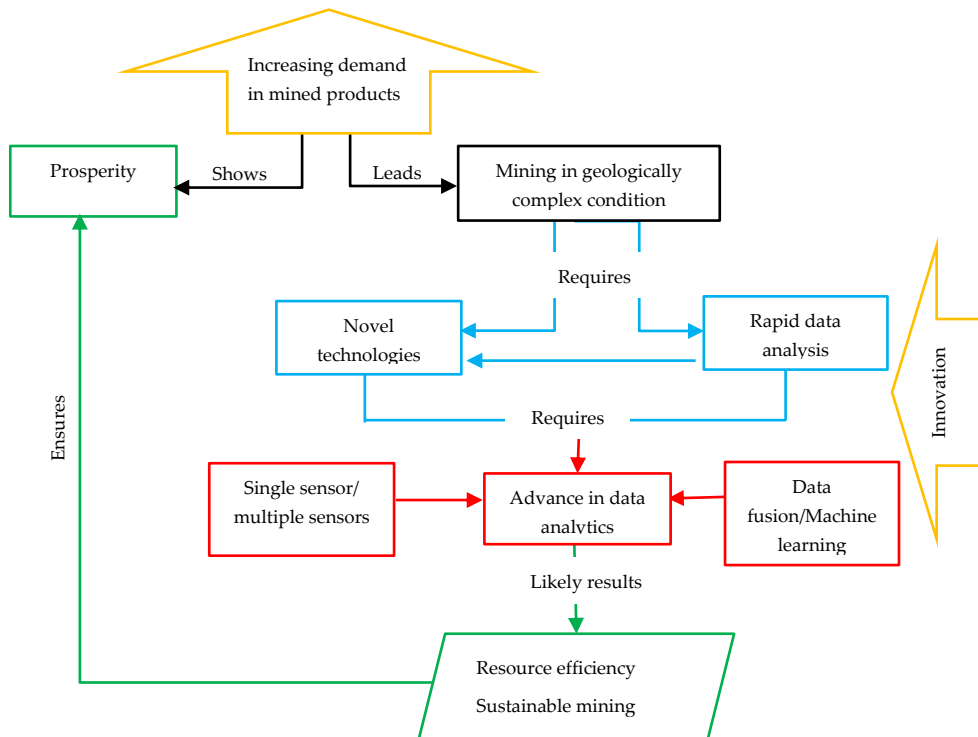 Increasing demand
in mined products
Prosperity
Shows
Leads
Mining in geologically
complex condition
Requires
Novel
technologies
Rapid data
analysis
Innovation
Ensures
Requires
Single sensor/
multiple sensors
Advance in data
analytics
Data
fusion/Machine
learning
Likely results
Resource efficiency
Sustainable mining